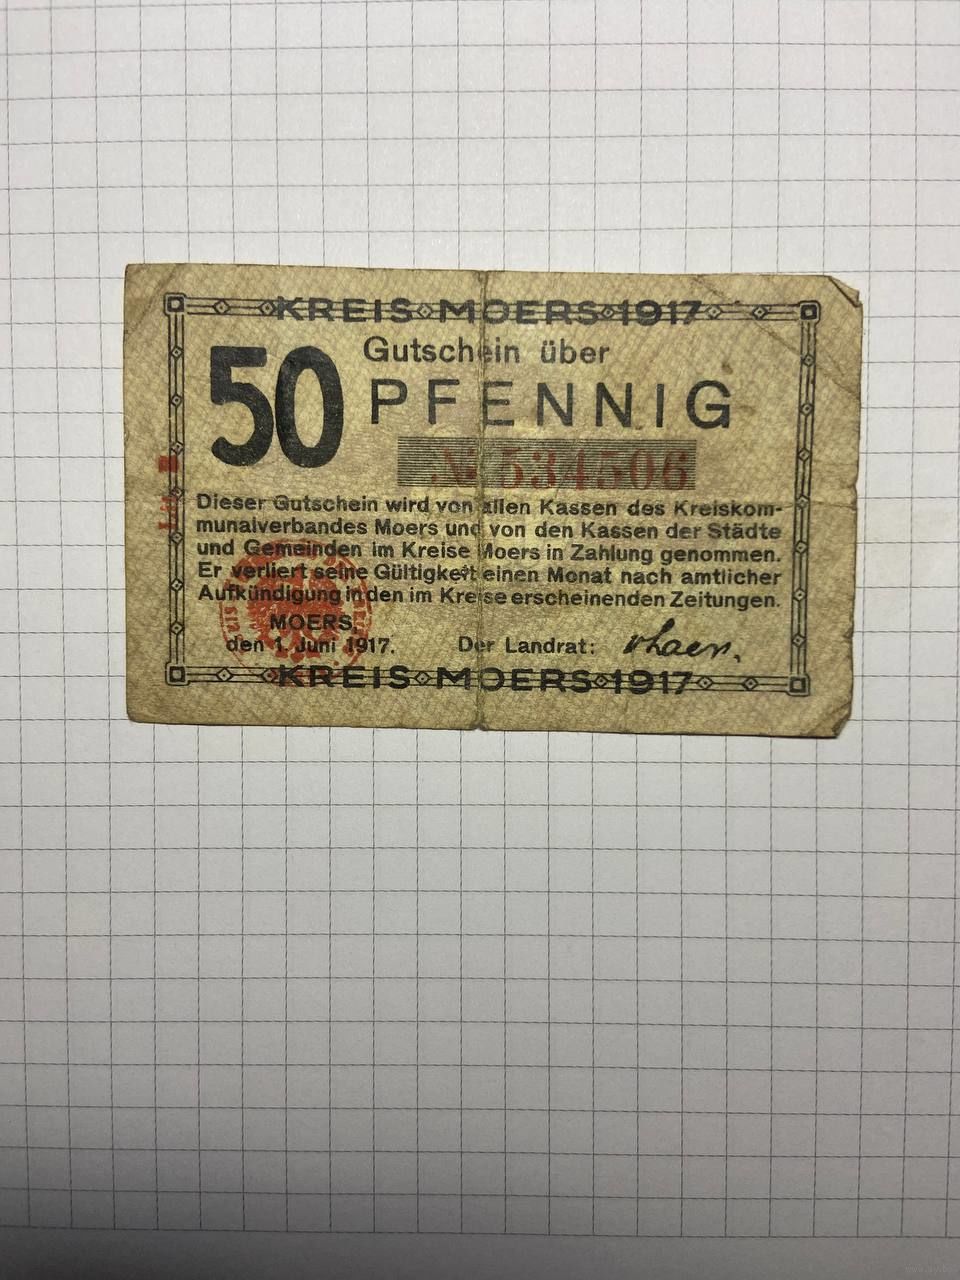 KREIS MOERS 1917
50
Gutschein über
PFENNIG
№ 534506
Dieser Gutschein wird von allen Kassen des Kreiskom-
munalverbandes Moers und von den Kassen der Städte
und Gemeinden im Kreise Moers in Zahlung genommen.
Er verliert seine Gültigkeit einen Monat nach amtlicher
Aufkündigung in den im Kreise erscheinenden Zeitungen.
MOERS,
den 1. Juni 1917.
Der Landrat:
KREIS MOERS 1917